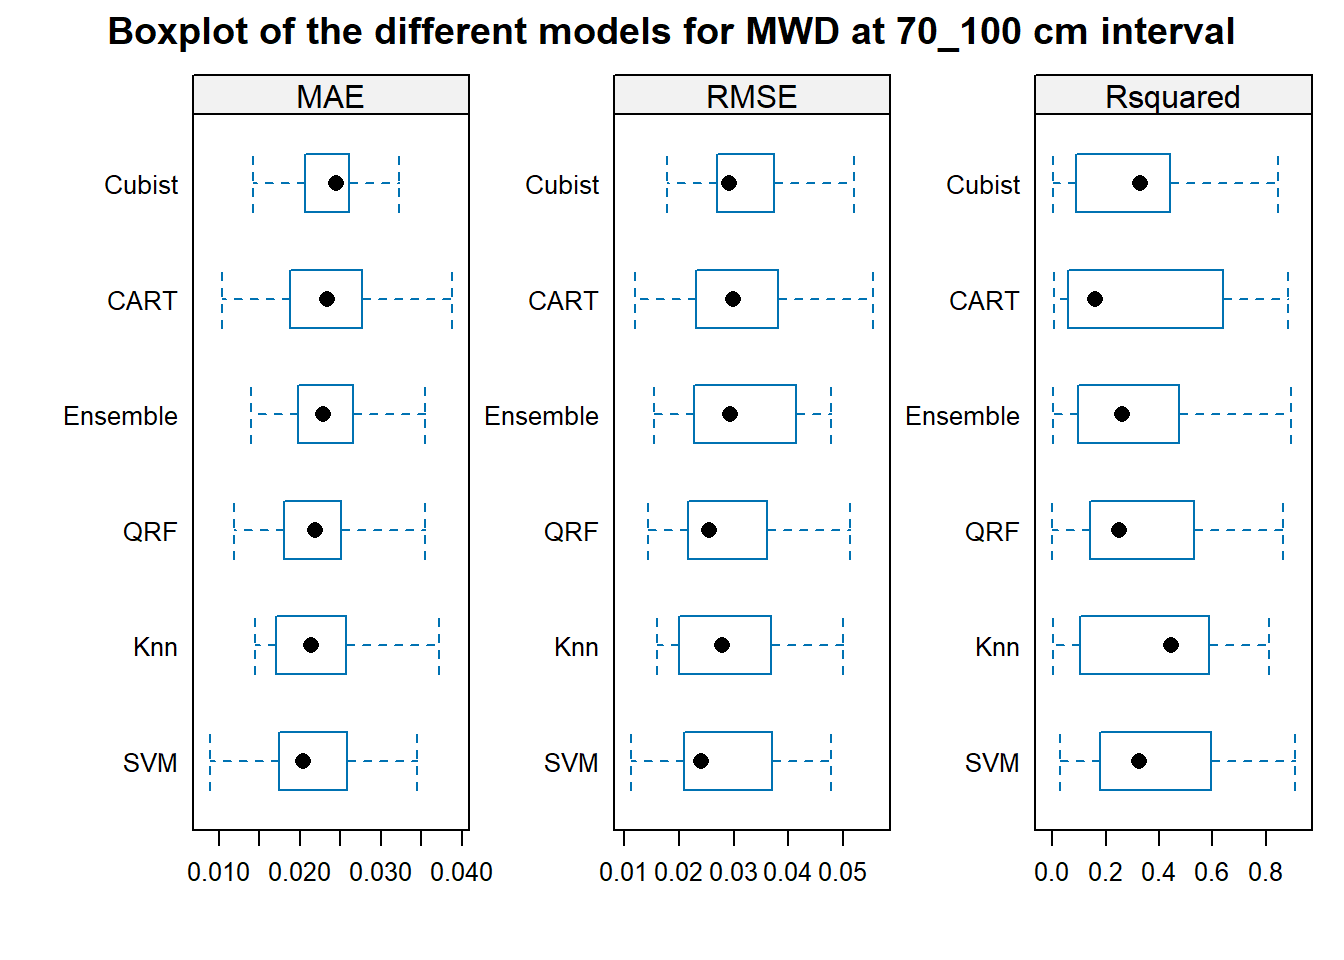 Boxplot of the different models for MWD at 70_100 cm interval
MAE
Cubist
CART
Ensemble
QRF
Knn
SVM
0.010 0.020 0.030 0.040
RMSE
Cubist
CART
Ensemble
QRF
Knn
SVM
0.01 0.02 0.03 0.04 0.05
Rsquared
Cubist
CART
Ensemble
QRF
Knn
SVM
0.0 0.2 0.4 0.6 0.8